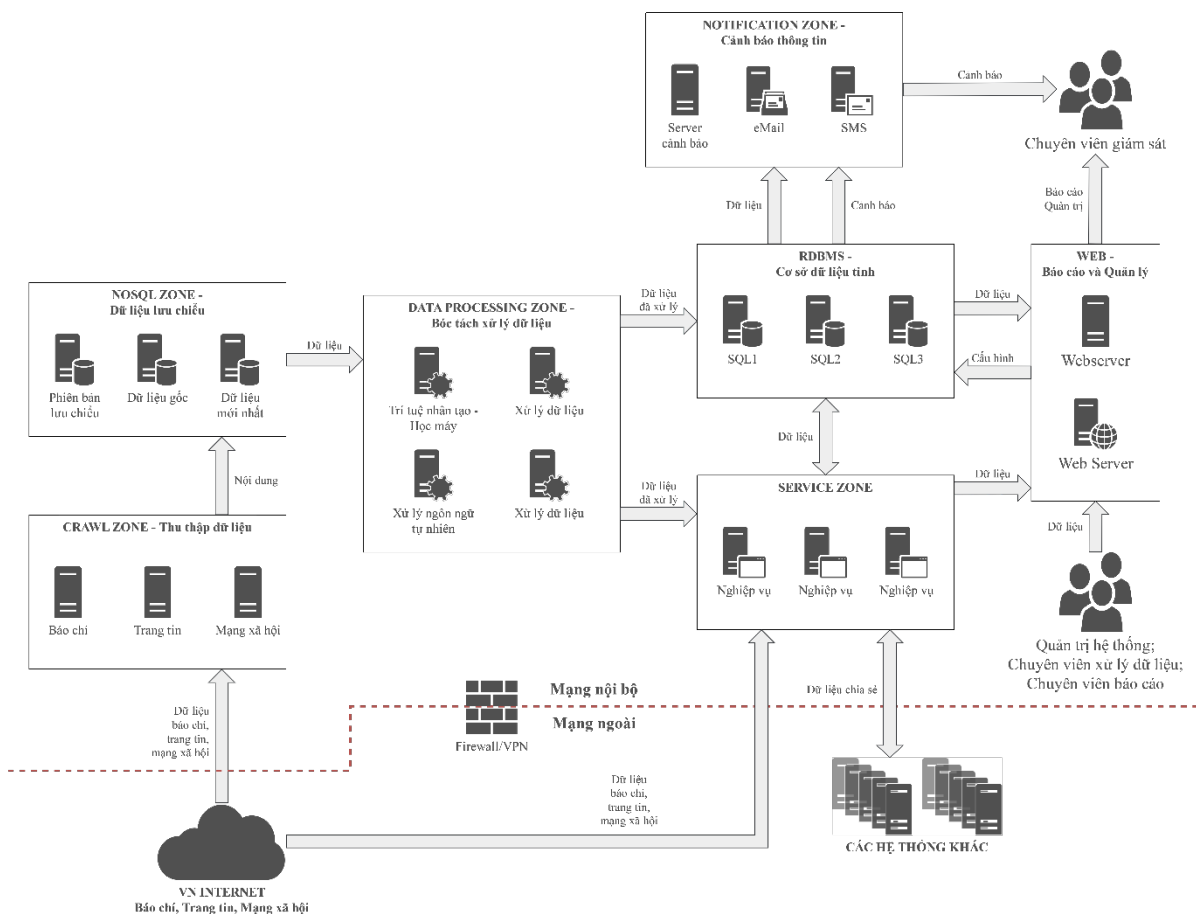 NOTIFICATION ZONE -
Cảnh báo thông tin
Server
cảnh báo
eMail
SMS
Canh báo
Chuyên viên giám sát
Dữ liệu
Canh báo
Báo cáo
Quản trị
NOSQL ZONE -
Dữ liệu lưu chiểu
Phiên bản
lưu chiểu
Dữ liệu gốc
Dữ liệu
mới nhất
Dữ liệu
DATA PROCESSING ZONE -
Bóc tách xử lý dữ liệu
Trí tuệ nhân tạo -
Học máy
Xử lý dữ liệu
Xử lý ngôn ngữ
tự nhiên
Xử lý dữ liệu
Dữ liệu
đã xử lý
RDBMS -
Cơ sở dữ liệu tinh
SQL1
SQL2
SQL3
Dữ liệu
Cấu hình
WEB -
Báo cáo và Quản lý
Webserver
Web Server
Dữ liệu
Nội dung
CRAWL ZONE - Thu thập dữ liệu
Báo chí
Trang tin
Mạng xã hội
Dữ liệu
đã xử lý
SERVICE ZONE
Nghiệp vụ
Nghiệp vụ
Nghiệp vụ
Dữ liệu
Dữ liệu
Quản trị hệ thống;
Chuyên viên xử lý dữ liệu;
Chuyên viên báo cáo
Dữ liệu
báo chí,
trang tin,
mạng xã hội
Mạng nội bộ
Mạng ngoài
Firewall/VPN
Dữ liệu chia sẻ
Dữ liệu
báo chí,
trang tin,
mạng xã hội
CÁC HỆ THỐNG KHÁC
VN INTERNET
Báo chí, Trang tin, Mạng xã hội